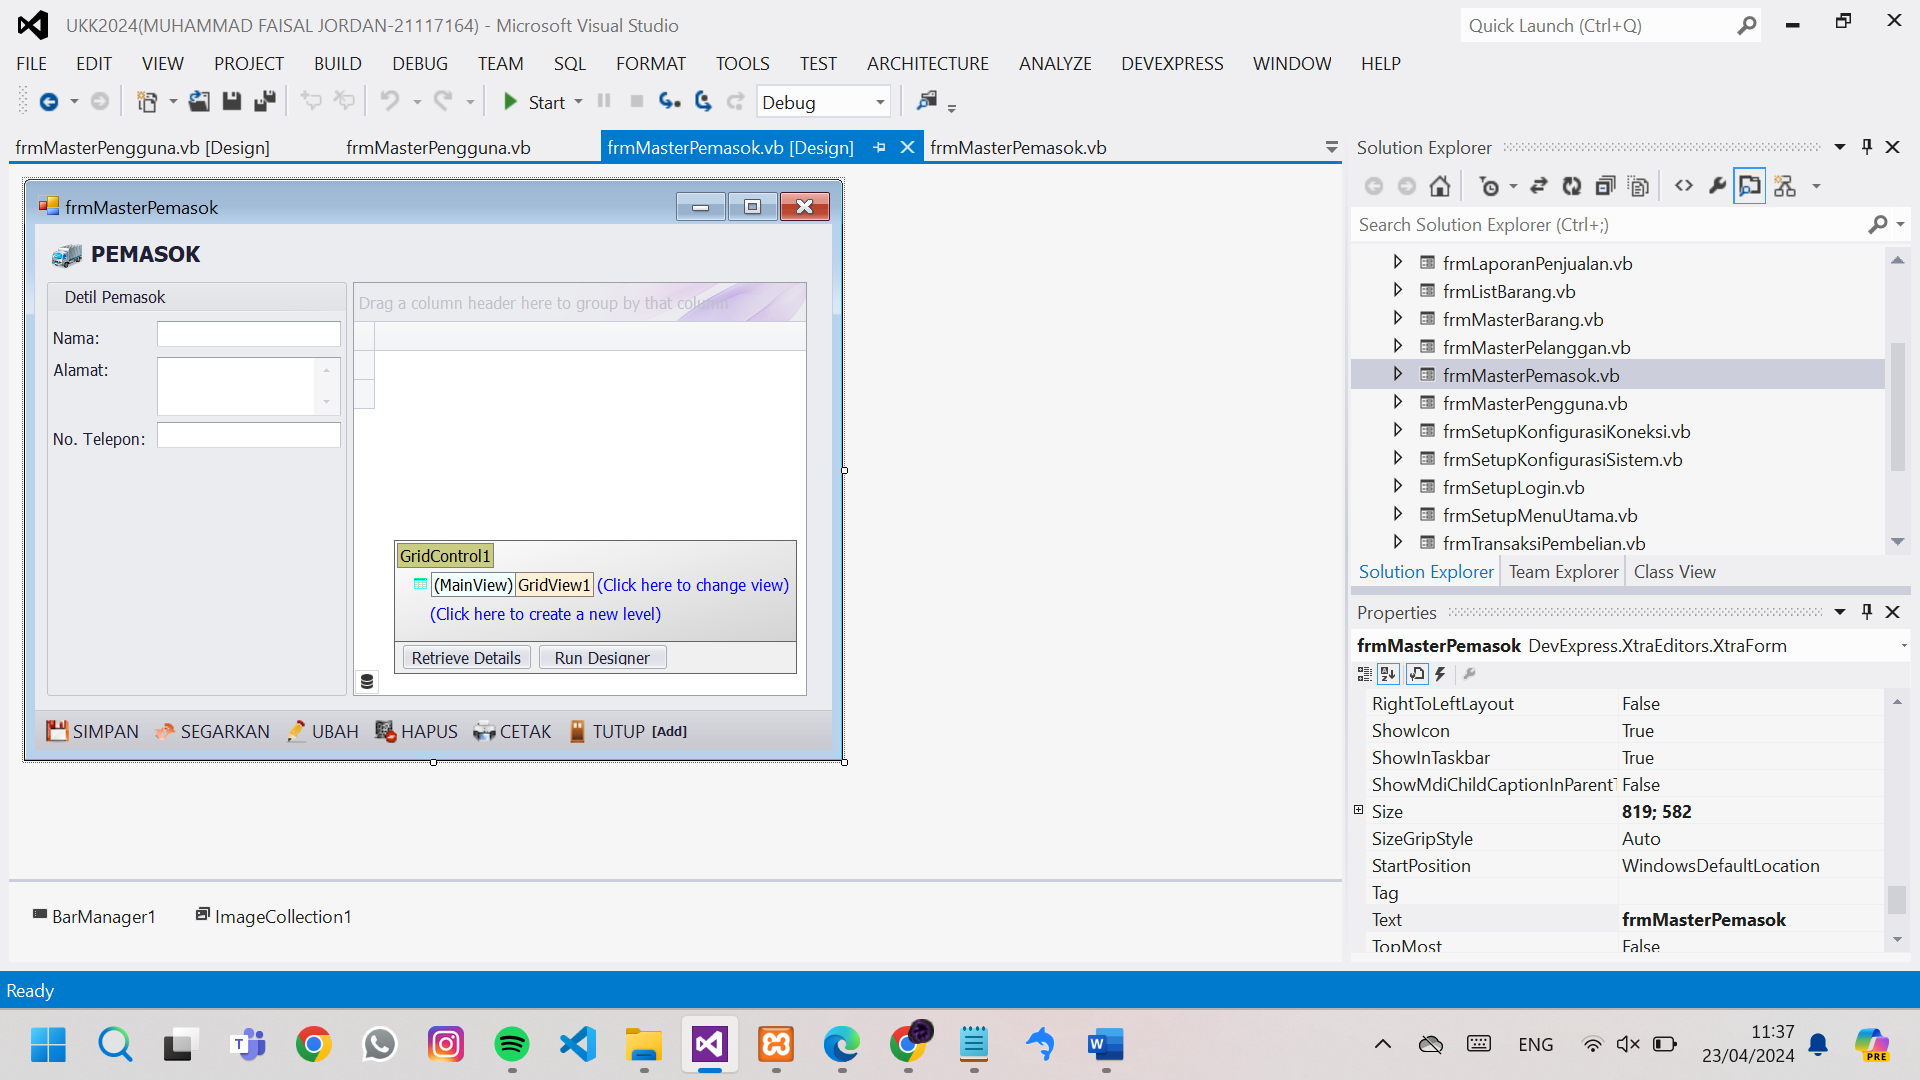 UKK2024(MUHAMMAD FAISAL JORDAN-21117164) - Microsoft Visual Studio
Quick Launch (Ctrl+Q)
FILE EDIT VIEW PROJECT BUILD DEBUG TEAM SQL FORMAT TOOLS TEST ARCHITECTURE ANALYZE DEVEXPRESS WINDOW HELP
Start Debug
frmMasterPengguna.vb [Design] frmMasterPengguna.vb frmMasterPemasok.vb [Design] frmMasterPemasok.vb
frmMasterPemasok
PEMASOK
Detil Pemasok
Nama:
Alamat:
No. Telepon:
Drag a column header here to group by that column
GridControl1
(MainView) GridView1 (Click here to change view)
(Click here to create a new level)
Retrieve Details Run Designer
SIMPAN SEGARKAN UBAH HAPUS CETAK TUTUP [Add]
BarManager1 ImageCollection1
Solution Explorer
Search Solution Explorer (Ctrl+;)
frmLaporanPenjualan.vb
frmListBarang.vb
frmMasterBarang.vb
frmMasterPelanggan.vb
frmMasterPemasok.vb
frmMasterPengguna.vb
frmSetupKonfigurasiKoneksi.vb
frmSetupKonfigurasiSistem.vb
frmSetupLogin.vb
frmSetupMenuUtama.vb
frmTransaksiPembelian.vb
Solution Explorer Team Explorer Class View
Properties
frmMasterPemasok DevExpress.XtraEditors.XtraForm
RightToLeftLayout False
ShowIcon True
ShowInTaskbar True
ShowMdiChildCaptionInParentT False
Size 819; 582
SizeGripStyle Auto
StartPosition WindowsDefaultLocation
Tag
Text frmMasterPemasok
TopMost False
Ready
ENG
11:37
23/04/2024
PRE